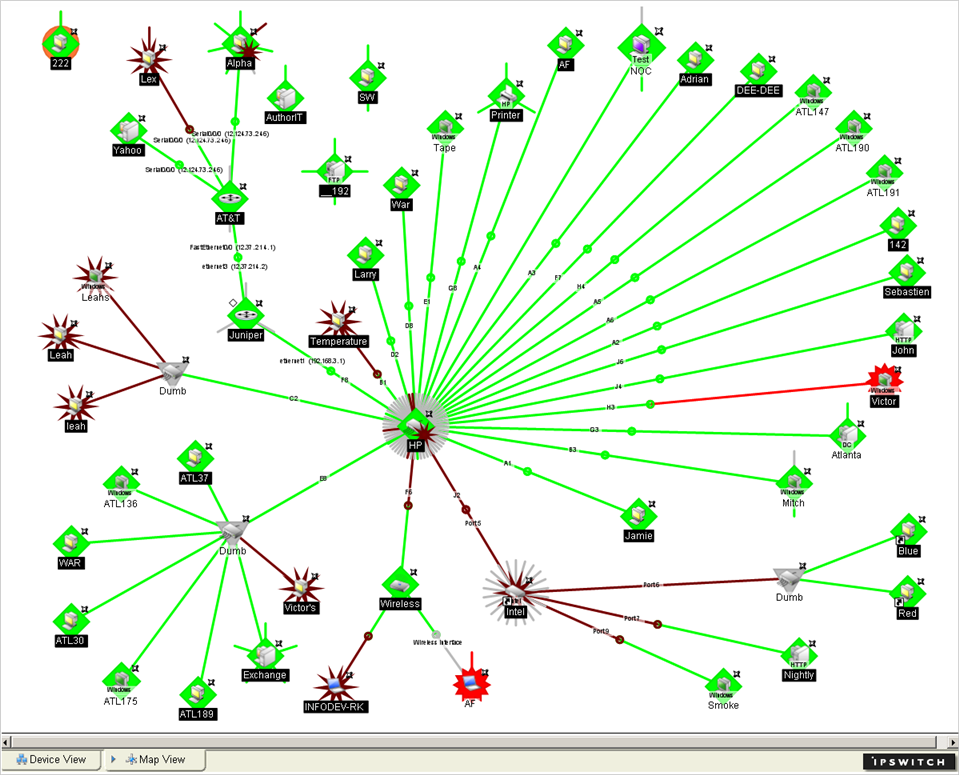 222
Lex
Alpha
AuthorIT
SW
AF
Test
NOC
Adrian
DEE-DEE
Windows
ATL147
HP
Printer
Windows
Tape
Windows
ATL190
Yahoo
Serial0/0/0 (12.124.73.246)
Serial0/0/0 (12.124.73.246)
Serial0/0/0 (12.124.73.246)
FTP
__192
War
Windows
ATL191
AT&T
142
FastEthernet0/0 (12.37.214.1)
ethernet3 (12.37.214.2)
Larry
Sebastien
Windows
Leahs
Juniper
Temperature
HTTP
John
Leah
ethernet1 (192.168.3.1)
Dumb
leah
Windows
Victor
A4
G8
E1
D8
D2
B1
F8
C2
A3
F7
H4
A5
A6
A2
J6
J4
H3
G3
B3
A1
J2
F6
E8
HP
DC
Atlanta
ATL37
Windows
ATL136
Windows
Mitch
Port5
Jamie
WAR
Dumb
Blue
Victor's
Wireless
Intel
Port6
Dumb
Red
Port7
Port9
ATL30
Wireless Interface
Exchange
HTTP
Nightly
Windows
ATL175
ATL189
INFODEV-RK
AF
Windows
Smoke
Device View
Map View
IPSWITCH